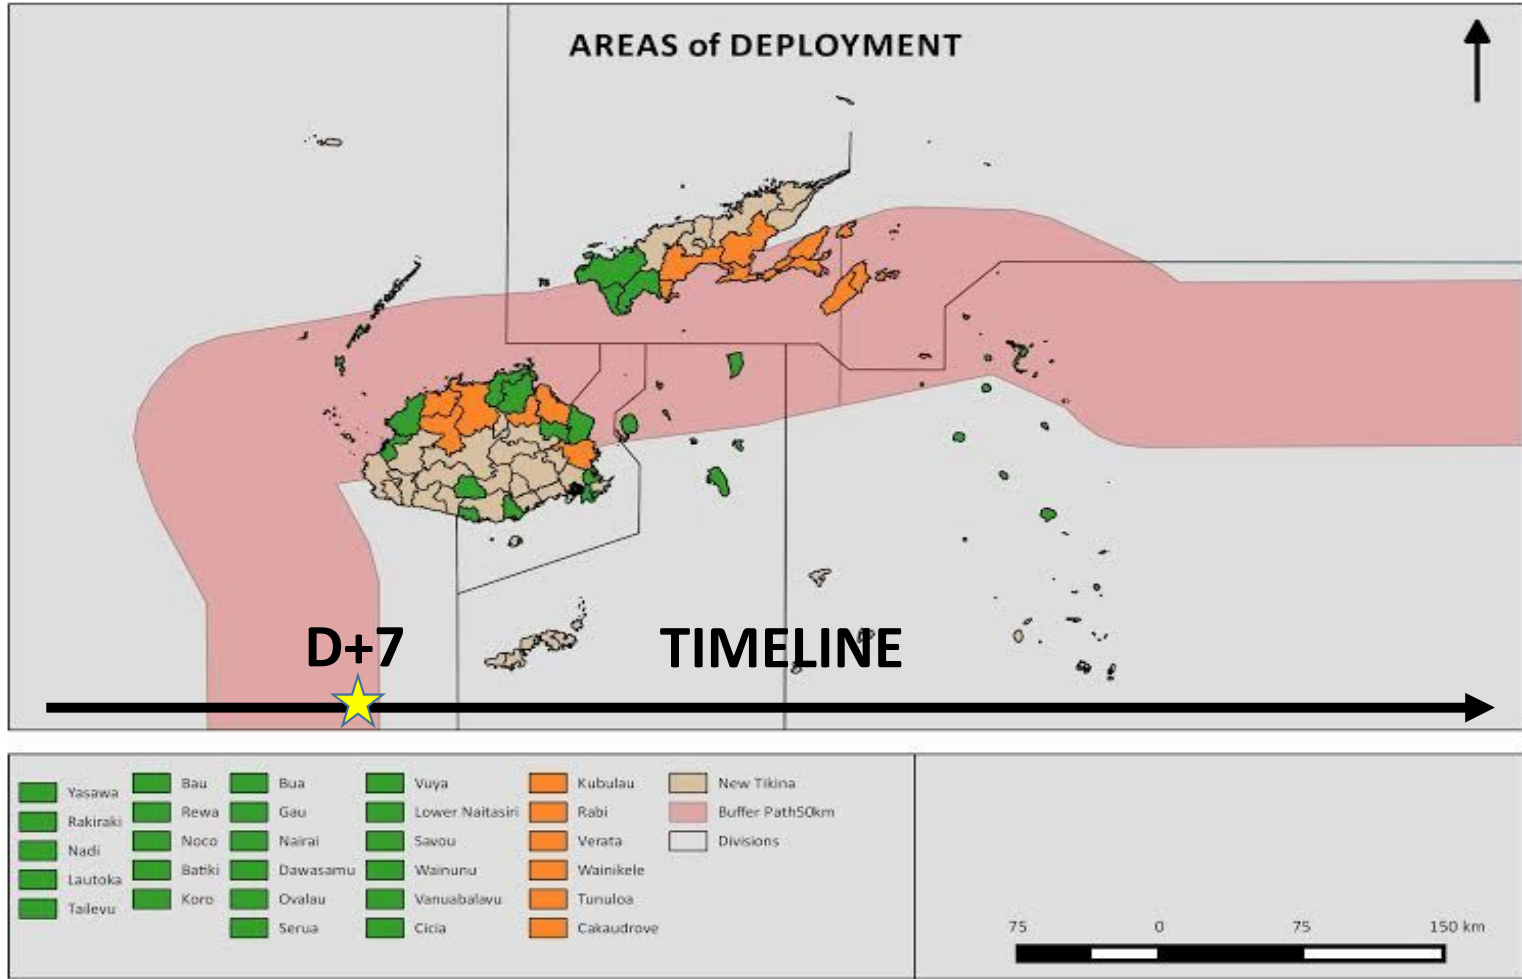 AREAS of DEPLOYMENT
D+7
TIMELINE
Yasawa
Rakiraki
Nadi
Lautoka
Tailevu
Bau
Rewa
Noco
Batiki
Koro
Bua
Gau
Nairai
Dawasamu
Ovalau
Serua
Vuya
Lower Naitasiri
Savou
Wainunu
Vanuabalavu
Cicia
Kubulau
Rabi
Verata
Wainikele
Tunuloa
Cakaudrove
New Tikina
Buffer Path50km
Divisions
75 0 75 150 km